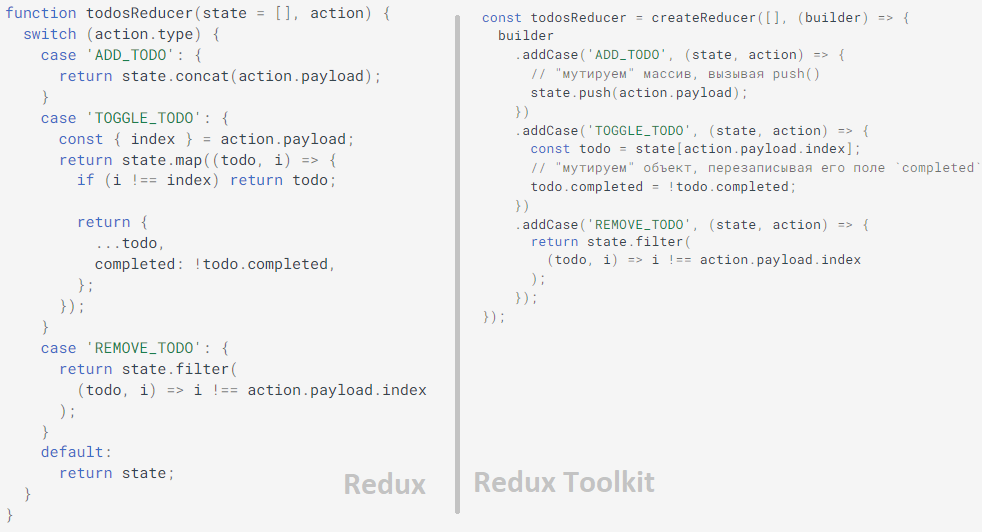 function todosReducer(state = [], action) {
  switch (action.type) {
    case 'ADD_TODO': {
      return state.concat(action.payload);
    }
    case 'TOGGLE_TODO': {
      const { index } = action.payload;
      return state.map((todo, i) => {
        if (i !== index) return todo;

        return {
          ...todo,
          completed: !todo.completed,
        };
      });
    }
    case 'REMOVE_TODO': {
      return state.filter(
        (todo, i) => i !== action.payload.index
      );
    }
    default:
      return state;
  }
}
Redux
const todosReducer = createReducer([], (builder) => {
  builder
    .addCase('ADD_TODO', (state, action) => {
      // "мутируем" массив, вызывая push()
      state.push(action.payload);
    })
    .addCase('TOGGLE_TODO', (state, action) => {
      const todo = state[action.payload.index];
      // "мутируем" объект, перезаписывая его поле `completed`
      todo.completed = !todo.completed;
    })
    .addCase('REMOVE_TODO', (state, action) => {
      return state.filter(
        (todo, i) => i !== action.payload.index
      );
    });
});
Redux Toolkit